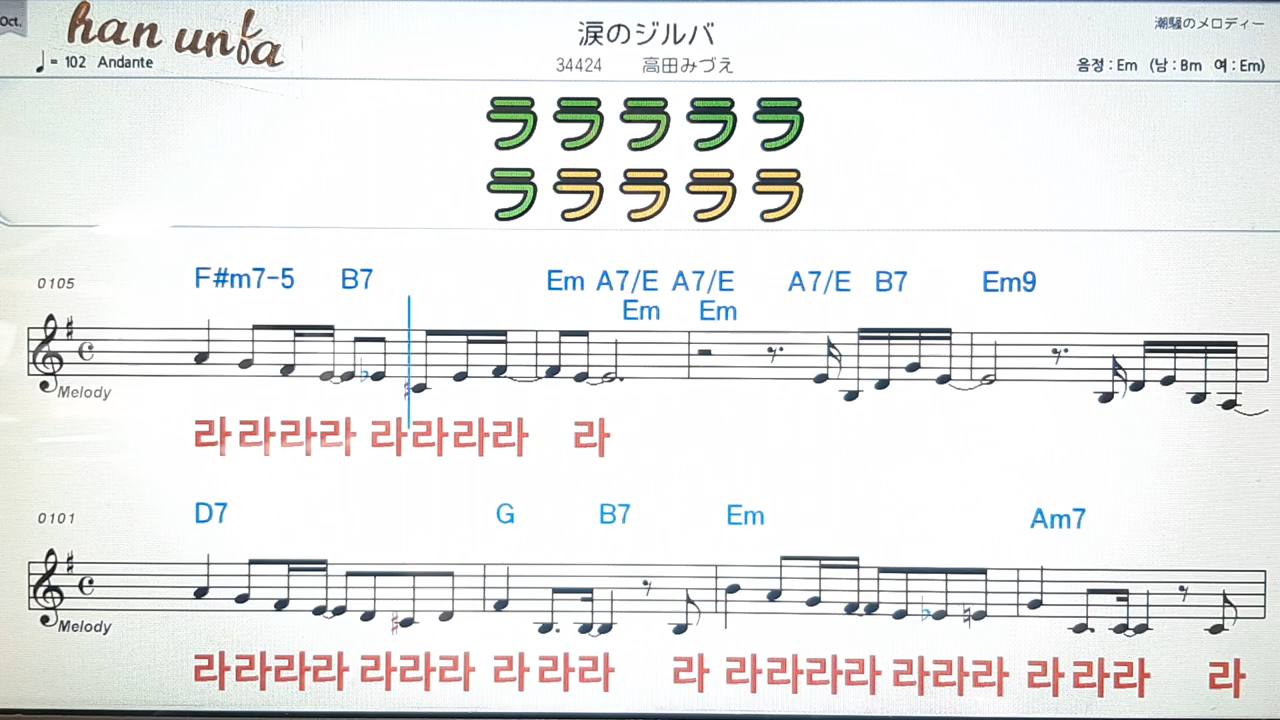 Oct.
han unfa
♩= 102 Andante
涙のジルバ
34424 高田みづえ
潮騒のメロディー
음정 : Em (남 : Bm 여 : Em)
ラ ラ ラ ラ ラ
ラ ラ ラ ラ ラ
0105
F#m7-5 B7 Em A7/E A7/E A7/E B7 Em9
Em Em
Melody
라 라 라 라 라 라 라 라 라
0101
D7 G B7 Em Am7
Melody
라 라 라 라 라 라 라 라 라 라 라 라 라 라 라 라 라 라 라 라 라 라